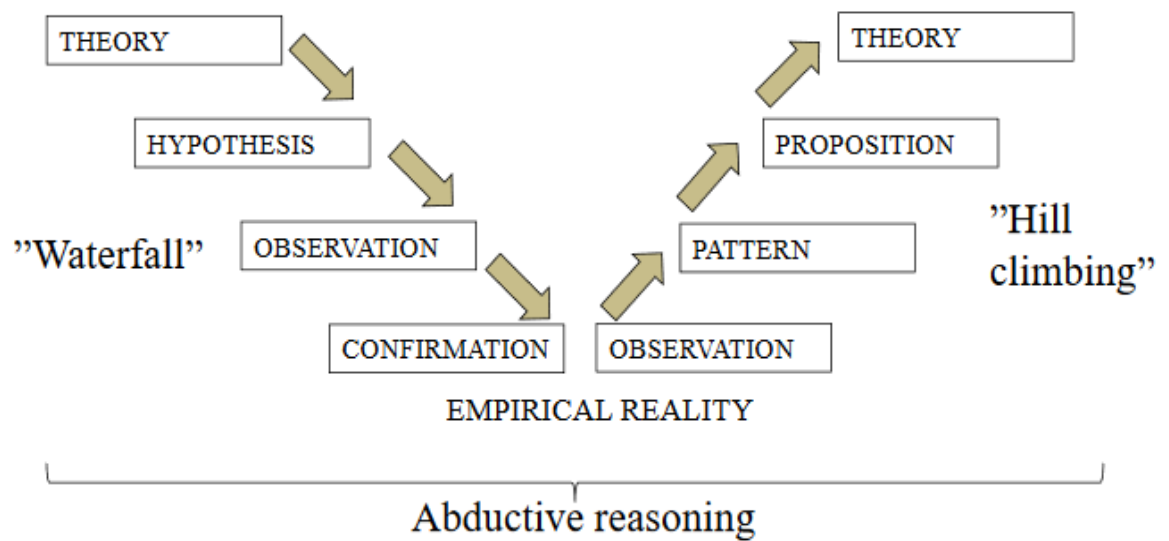 THEORY
THEORY
HYPOTHESIS
PROPOSITION
”Waterfall”
OBSERVATION
PATTERN
”Hill
climbing”
CONFIRMATION
OBSERVATION
EMPIRICAL REALITY
Abductive reasoning